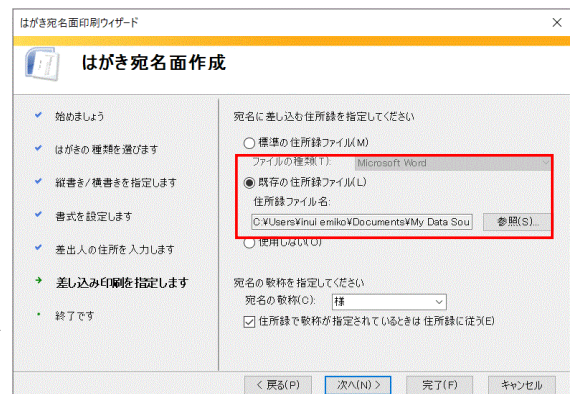 はがき宛名面印刷ウィザード
はがき宛名面作成
始めましょう
はがきの種類を選びます
縦書き/横書きを指定します
書式を設定します
差出人の住所を入力します
差し込み印刷を指定します
終了です
宛名に差し込む住所録を指定してください
標準の住所録ファイル(M)
ファイルの種類(T): Microsoft Word
既存の住所録ファイル(L)
住所録ファイル名:
C:¥Users¥inui emiko¥Documents¥My Data Sou 参照(S)...
使用しない(O)
宛名の敬称を指定してください
宛名の敬称(C): 様
住所録で敬称が指定されているときは住所録に従う(E)
< 戻る(P) 次へ(N) > 完了(F) キャンセル